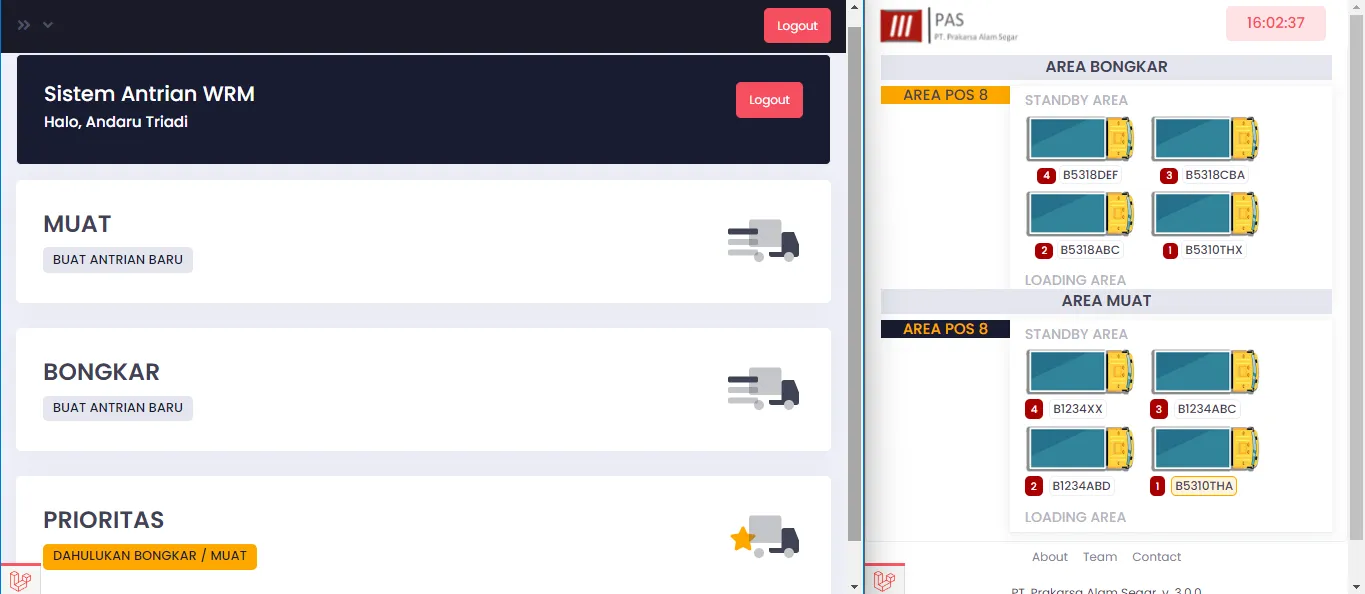 Logout
Sistem Antrian WRM
Halo, Andaru Triadi
Logout
MUAT
BUAT ANTRIAN BARU
BONGKAR
BUAT ANTRIAN BARU
PRIORITAS
DAHULUKAN BONGKAR / MUAT
PAS
PT. Prakarsa Alam Segar
16:02:37
AREA BONGKAR
AREA POS 8
STANDBY AREA
4 B5318DEF 3 B5318CBA
2 B5318ABC 1 B5310THX
LOADING AREA
AREA MUAT
AREA POS 8
STANDBY AREA
4 B1234XX 3 B1234ABC
2 B1234ABD 1 B5310THA
LOADING AREA
About Team Contact
PT. Prakarsa Alam Segar v 3.0.0